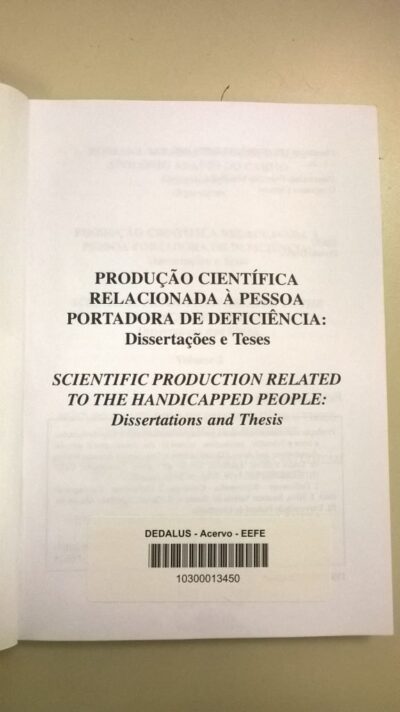 PRODUÇÃO CIENTÍFICA
RELACIONADA À PESSOA
PORTADORA DE DEFICIÊNCIA:
Dissertações e Teses
SCIENTIFIC PRODUCTION RELATED
TO THE HANDICAPPED PEOPLE:
Dissertations and Thesis
DEDALUS - Acervo - EEFE
10300013450